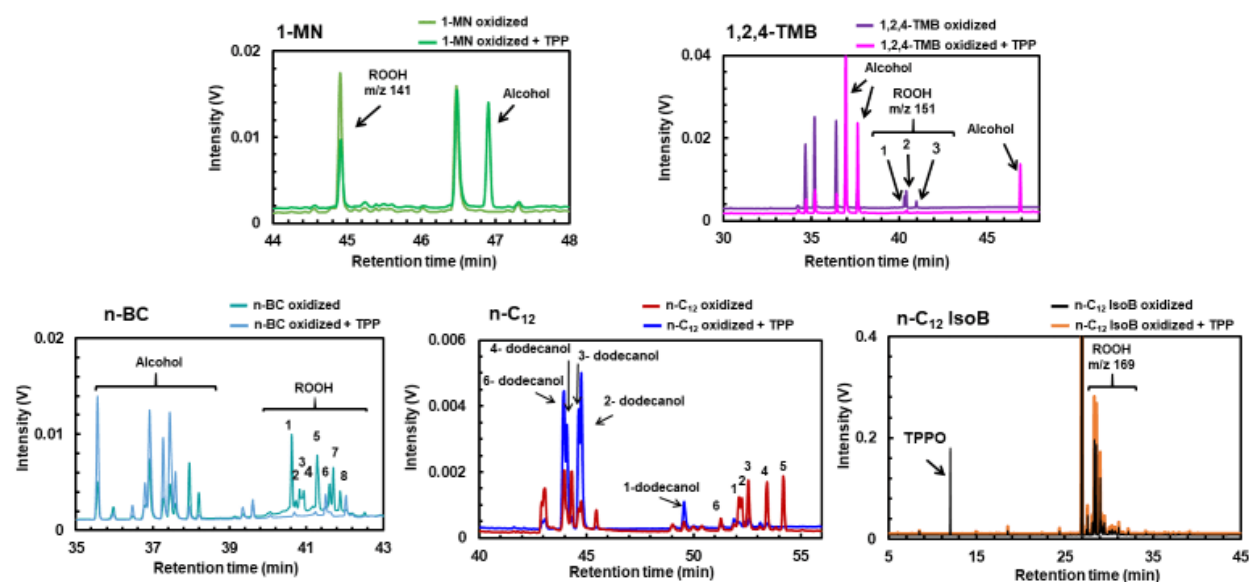 1-MN
1-MN oxidized
1-MN oxidized + TPP
0.02
0.01
0
Intensity (V)
ROOH
m/z 141
Alcohol
44 45 46 47 48
Retention time (min)
1,2,4-TMB
1,2,4-TMB oxidized
1,2,4-TMB oxidized + TPP
0.04
0.02
0
Intensity (V)
Alcohol
ROOH
m/z 151
1 2 3
Alcohol
30 35 40 45
Retention time (min)
n-BC
n-BC oxidized
n-BC oxidized + TPP
0.02
0.01
0
Intensity (V)
Alcohol
ROOH
1 2 3 4 5 6 7 8
35 37 39 41 43
Retention time (min)
n-C12
n-C12 oxidized
n-C12 oxidized + TPP
0.006
0.004
0.002
0
Intensity (V)
4- dodecanol
3- dodecanol
6- dodecanol
2- dodecanol
1-dodecanol
6 1 2 3 4 5
40 45 50 55
Retention time (min)
n-C12 IsoB
n-C12 IsoB oxidized
n-C12 IsoB oxidized + TPP
0.4
0.2
0
Intensity (V)
ROOH
m/z 169
TPPO
5 15 25 35 45
Retention time (min)